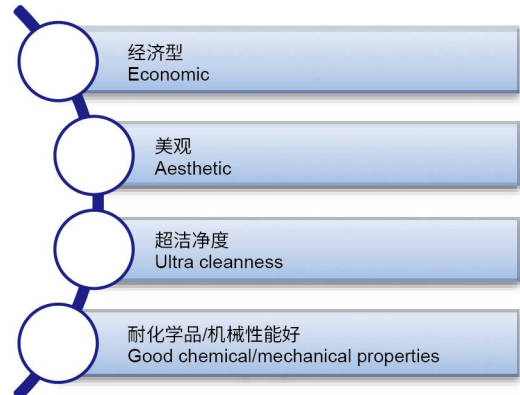 经济型
Economic
美观
Aesthetic
超洁净度
Ultra cleanness
耐化学品/机械性能好
Good chemical/mechanical properties